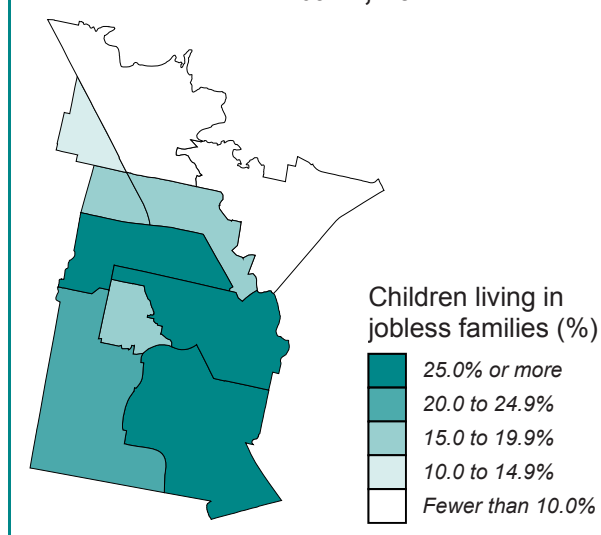 Children living in
jobless families (%)
25.0% or more
20.0 to 24.9%
15.0 to 19.9%
10.0 to 14.9%
Fewer than 10.0%